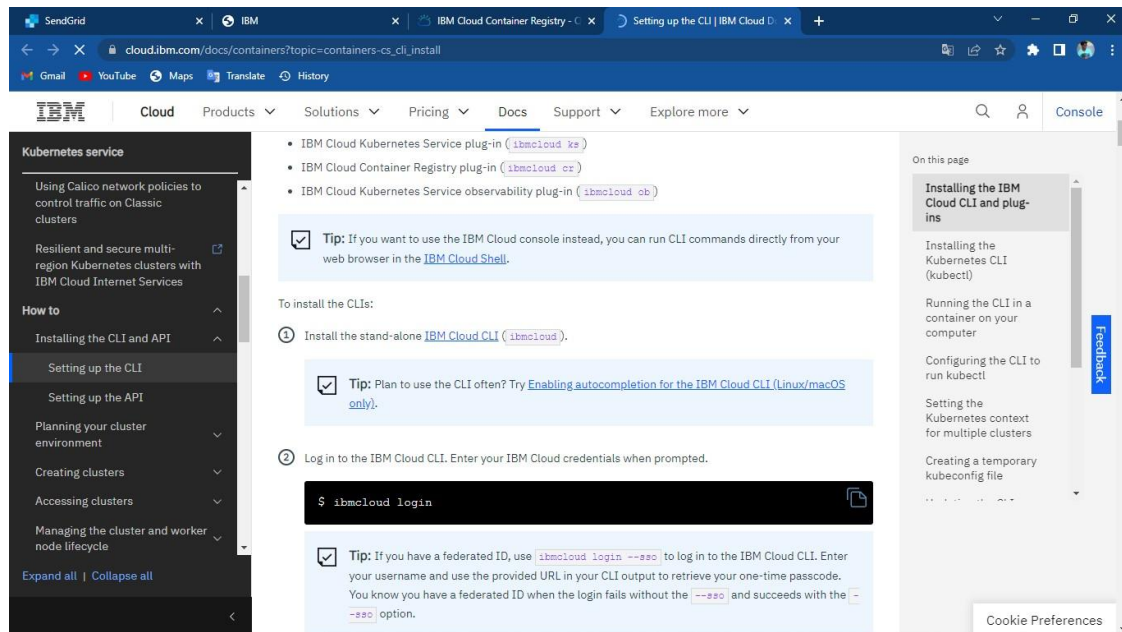 SendGrid
IBM
IBM Cloud Container Registry - C
Setting up the CLI | IBM Cloud D
cloud.ibm.com/docs/containers?topic=containers-cs_cli_install
Gmail YouTube Maps Translate History
IBM Cloud Products Solutions Pricing Docs Support Explore more Console
Kubernetes service
Using Calico network policies to
control traffic on Classic
clusters
Resilient and secure multi-
region Kubernetes clusters with
IBM Cloud Internet Services
How to
Installing the CLI and API
Setting up the CLI
Setting up the API
Planning your cluster
environment
Creating clusters
Accessing clusters
Managing the cluster and worker
node lifecycle
Expand all | Collapse all
• IBM Cloud Kubernetes Service plug-in ( ibmcloud ks )
• IBM Cloud Container Registry plug-in ( ibmcloud cr )
• IBM Cloud Kubernetes Service observability plug-in ( ibmcloud ob )
Tip: If you want to use the IBM Cloud console instead, you can run CLI commands directly from your
web browser in the IBM Cloud Shell.
To install the CLIs:
1 Install the stand-alone IBM Cloud CLI ( ibmcloud ).
Tip: Plan to use the CLI often? Try Enabling autocompletion for the IBM Cloud CLI (Linux/macOS
only).
2 Log in to the IBM Cloud CLI. Enter your IBM Cloud credentials when prompted.
$ ibmcloud login
Tip: If you have a federated ID, use ibmcloud login --sso to log in to the IBM Cloud CLI. Enter
your username and use the provided URL in your CLI output to retrieve your one-time passcode.
You know you have a federated ID when the login fails without the --sso and succeeds with the -
-sso option.
On this page
Installing the IBM
Cloud CLI and plug-
ins
Installing the
Kubernetes CLI
(kubectl)
Running the CLI in a
container on your
computer
Configuring the CLI to
run kubectl
Setting the
Kubernetes context
for multiple clusters
Creating a temporary
kubeconfig file
Feedback
Cookie Preferences